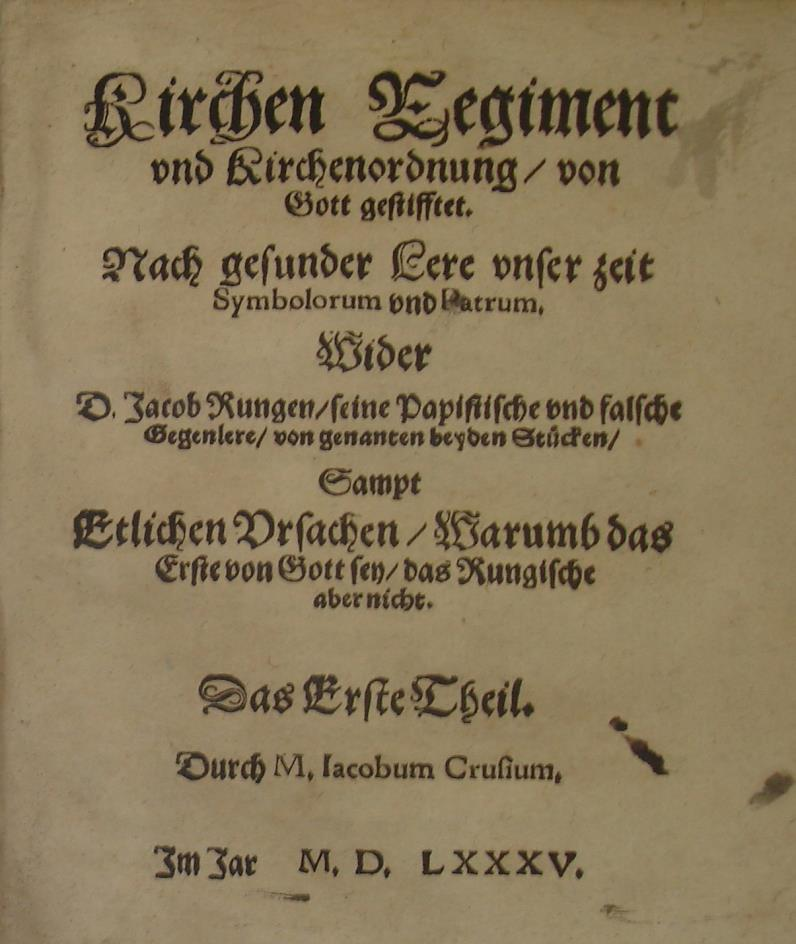 Kirchen Regiment
vnd Kirchenordnung / von
Gott gestifftet.
Nach gesunder Lere vnser zeit
Symbolorum vnd Patrum,
Wider
D. Jacob Rungen / seine Papistische vnd falsche
Gegenlere / von genanten beyden Stücken /
Sampt
Etlichen Vrsachen / Warumb das
Erste von Gott sey / das Rungische
aber nicht.
Das Erste Theil.
Durch M. Iacobum Crusium,
Im Jar M. D. LXXXV.